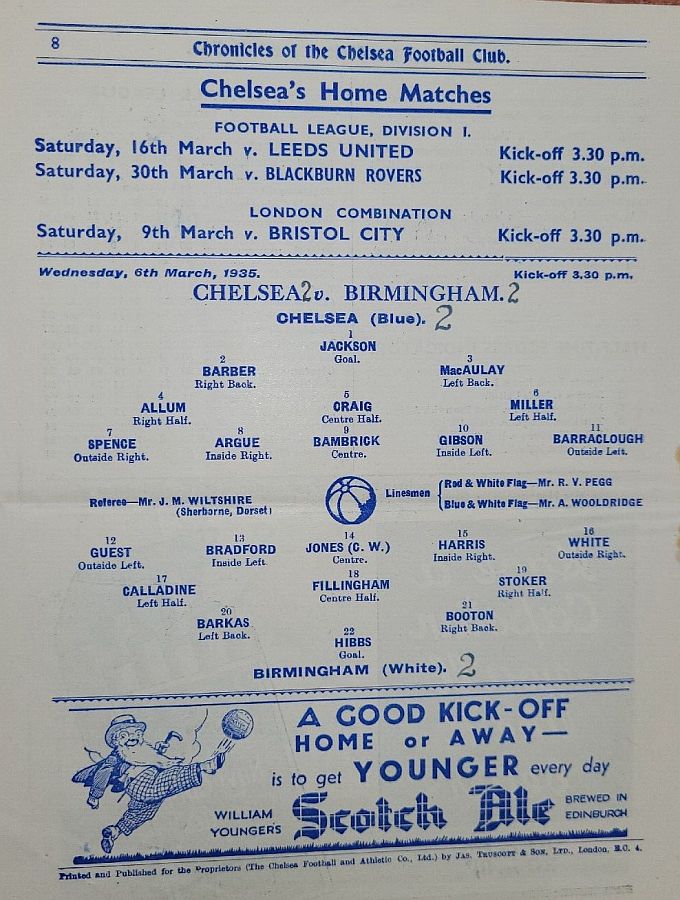 8
Chronicles of the Chelsea Football Club.
Chelsea's Home Matches
FOOTBALL LEAGUE, DIVISION I.
Saturday, 16th March v. LEEDS UNITED Kick-off 3.30 p.m.
Saturday, 30th March v. BLACKBURN ROVERS Kick-off 3.30 p.m.
LONDON COMBINATION
Saturday, 9th March v. BRISTOL CITY Kick-off 3.30 p.m.
Wednesday, 6th March, 1935. Kick-off 3.30 p.m.
CHELSEA 2 v. BIRMINGHAM. 2
CHELSEA (Blue). 2
1
JACKSON
Goal.
2 3
BARBER MacAULAY
Right Back. Left Back.
4 5 6
ALLUM CRAIG MILLER
Right Half. Centre Half. Left Half.
7 8 9 10 11
SPENCE ARGUE BAMBRICK GIBSON BARRACLOUGH
Outside Right. Inside Right. Centre. Inside Left. Outside Left.
Referee—Mr. J. M. WILTSHIRE
(Sherborne, Dorset)
Linesmen
Red & White Flag—Mr. R. V. PEGG
Blue & White Flag—Mr. A. WOOLDRIDGE
12 13 14 15 16
GUEST BRADFORD JONES (C. W.) HARRIS WHITE
Outside Left. Inside Left. Centre. Inside Right. Outside Right.
17 18 19
CALLADINE FILLINGHAM STOKER
Left Half. Centre Half. Right Half.
20 21
BARKAS BOOTON
Left Back. Right Back.
22
HIBBS
Goal.
BIRMINGHAM (White). 2
A GOOD KICK-OFF
HOME or AWAY—
is to get YOUNGER every day
WILLIAM YOUNGER'S Scotch Ale BREWED IN EDINBURGH
Printed and Published for the Proprietors (The Chelsea Football and Athletic Co., Ltd.) by JAS. TRUSCOTT & SON, LTD., London, E.C. 4.